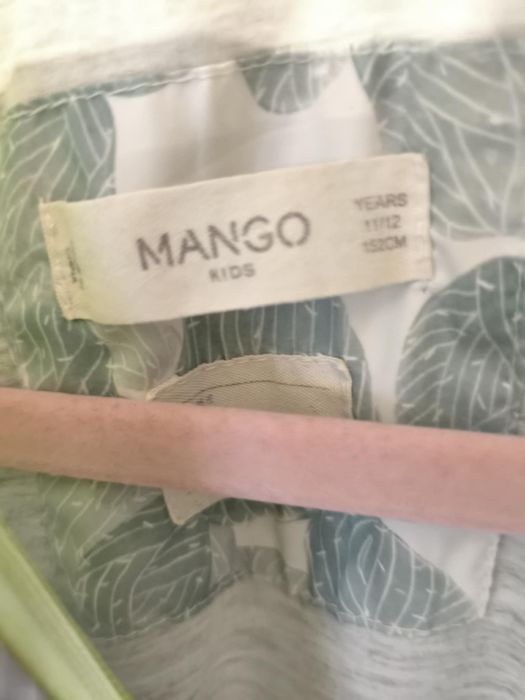 MANGO
KIDS
YEARS
11/12
152CM